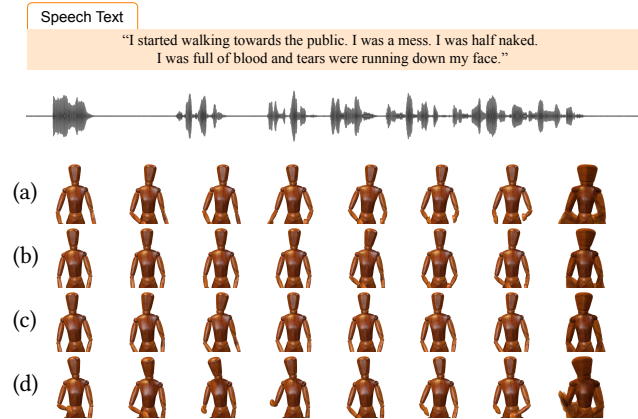 Speech Text
“I started walking towards the public. I was a mess. I was half naked.
I was full of blood and tears were running down my face.”
(a)
(b)
(c)
(d)